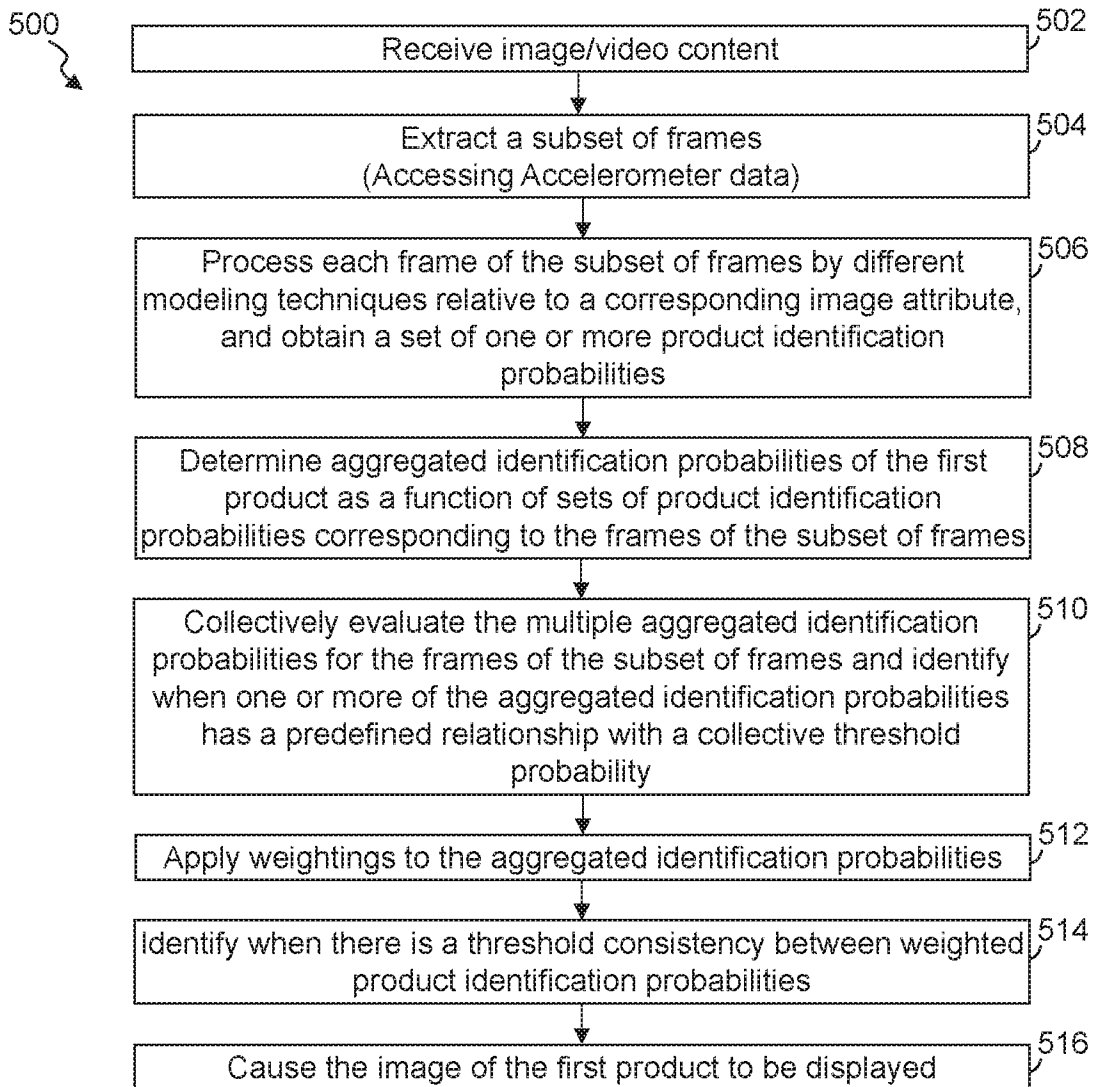 500
502
Receive image/video content
504
Extract a subset of frames
(Accessing Accelerometer data)
506
Process each frame of the subset of frames by different
modeling techniques relative to a corresponding image attribute,
and obtain a set of one or more product identification
probabilities
508
Determine aggregated identification probabilities of the first
product as a function of sets of product identification
probabilities corresponding to the frames of the subset of frames
510
Collectively evaluate the multiple aggregated identification
probabilities for the frames of the subset of frames and identify
when one or more of the aggregated identification probabilities
has a predefined relationship with a collective threshold
probability
512
Apply weightings to the aggregated identification probabilities
514
Identify when there is a threshold consistency between weighted
product identification probabilities
516
Cause the image of the first product to be displayed